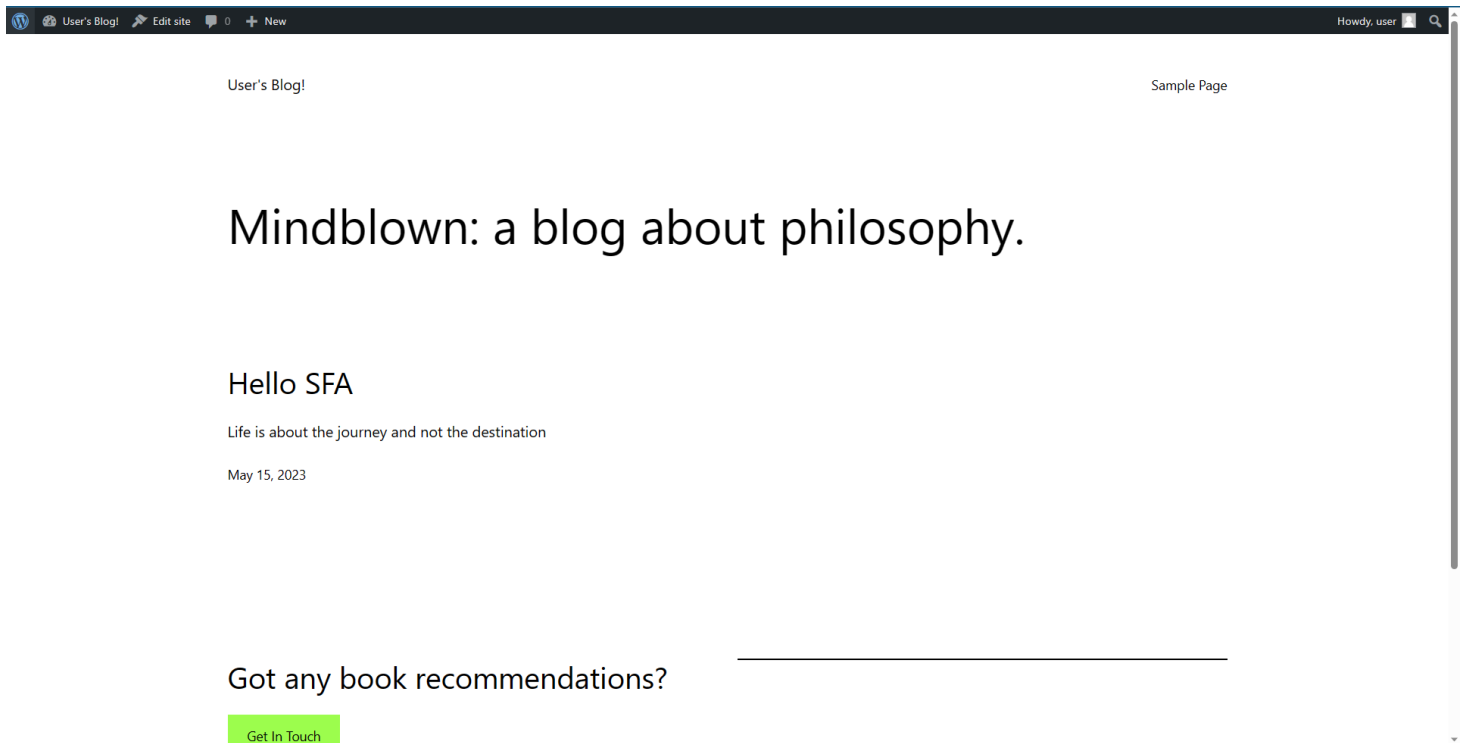 User's Blog! Edit site 0 New Howdy, user
User's Blog! Sample Page
Mindblown: a blog about philosophy.
Hello SFA
Life is about the journey and not the destination
May 15, 2023
Got any book recommendations?
Get In Touch